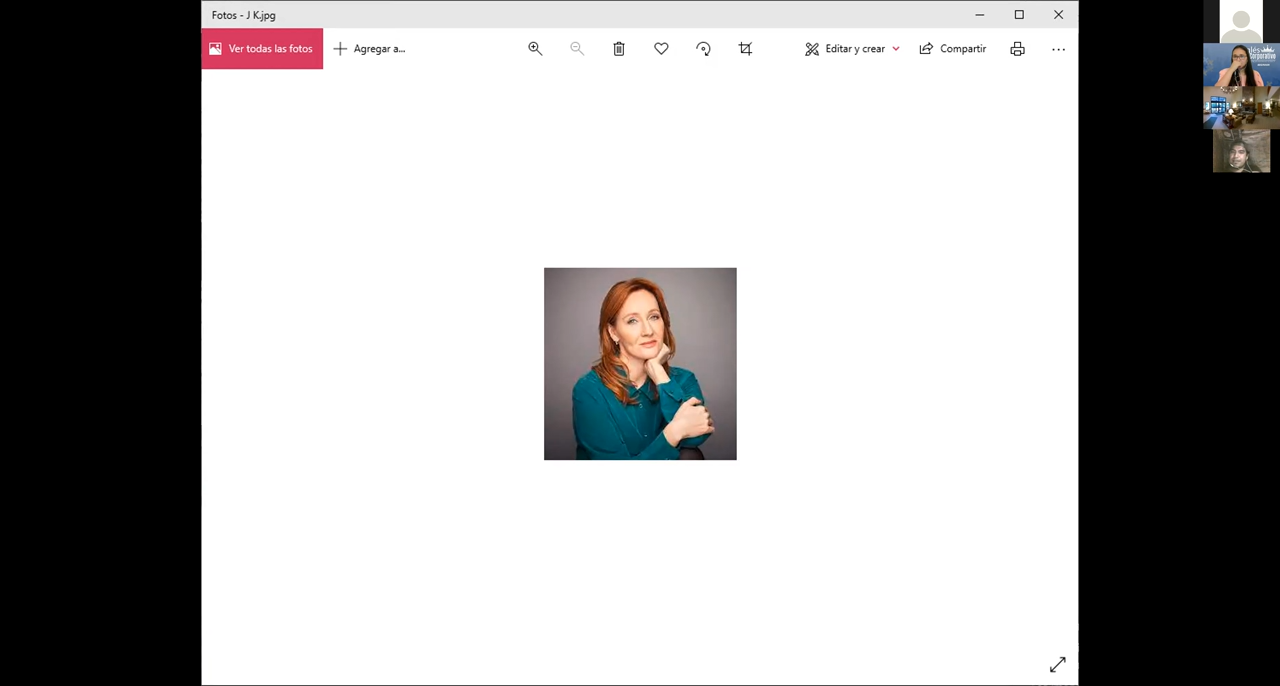 Fotos - J K.jpg
Ver todas las fotos
Agregar a...
Editar y crear
Compartir